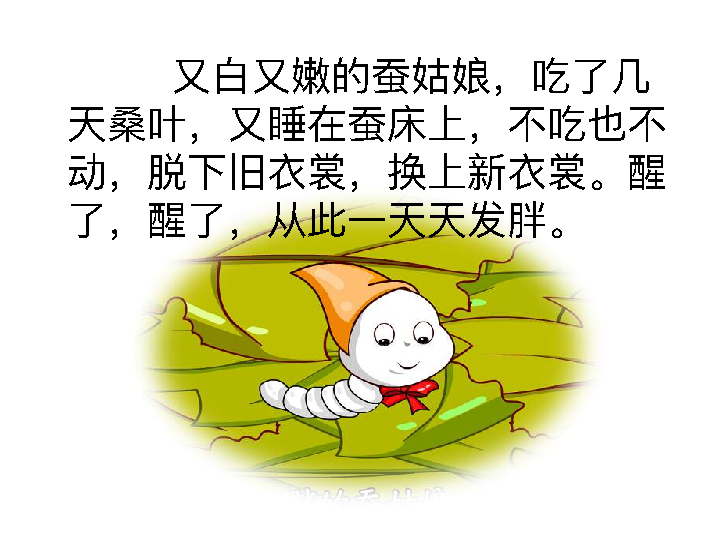 又白又嫩的蚕姑娘，吃了几
天桑叶，又睡在蚕床上，不吃也不
动，脱下旧衣裳，换上新衣裳。醒
了，醒了，从此一天天发胖。